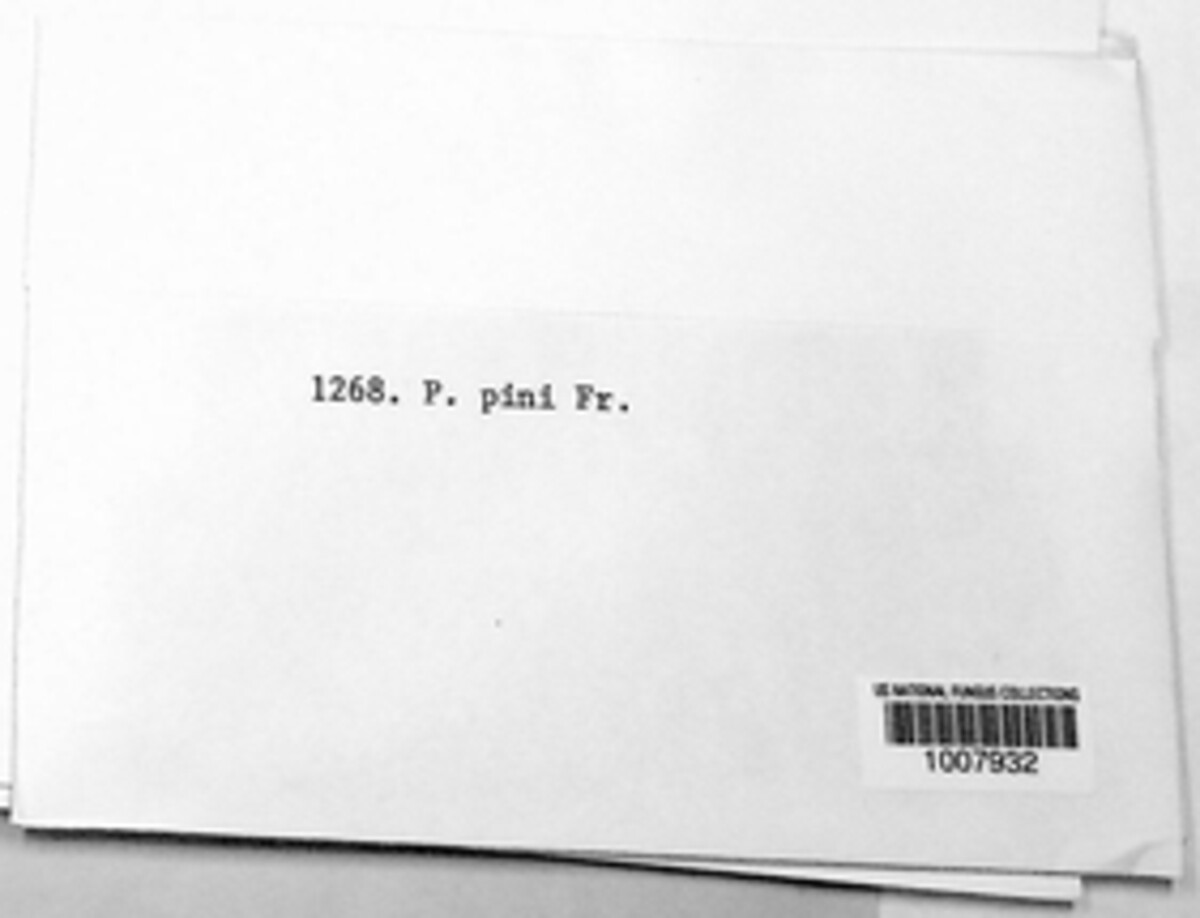 1268. P. pini Fr.
US NATIONAL FUNGUS COLLECTIONS
1007932